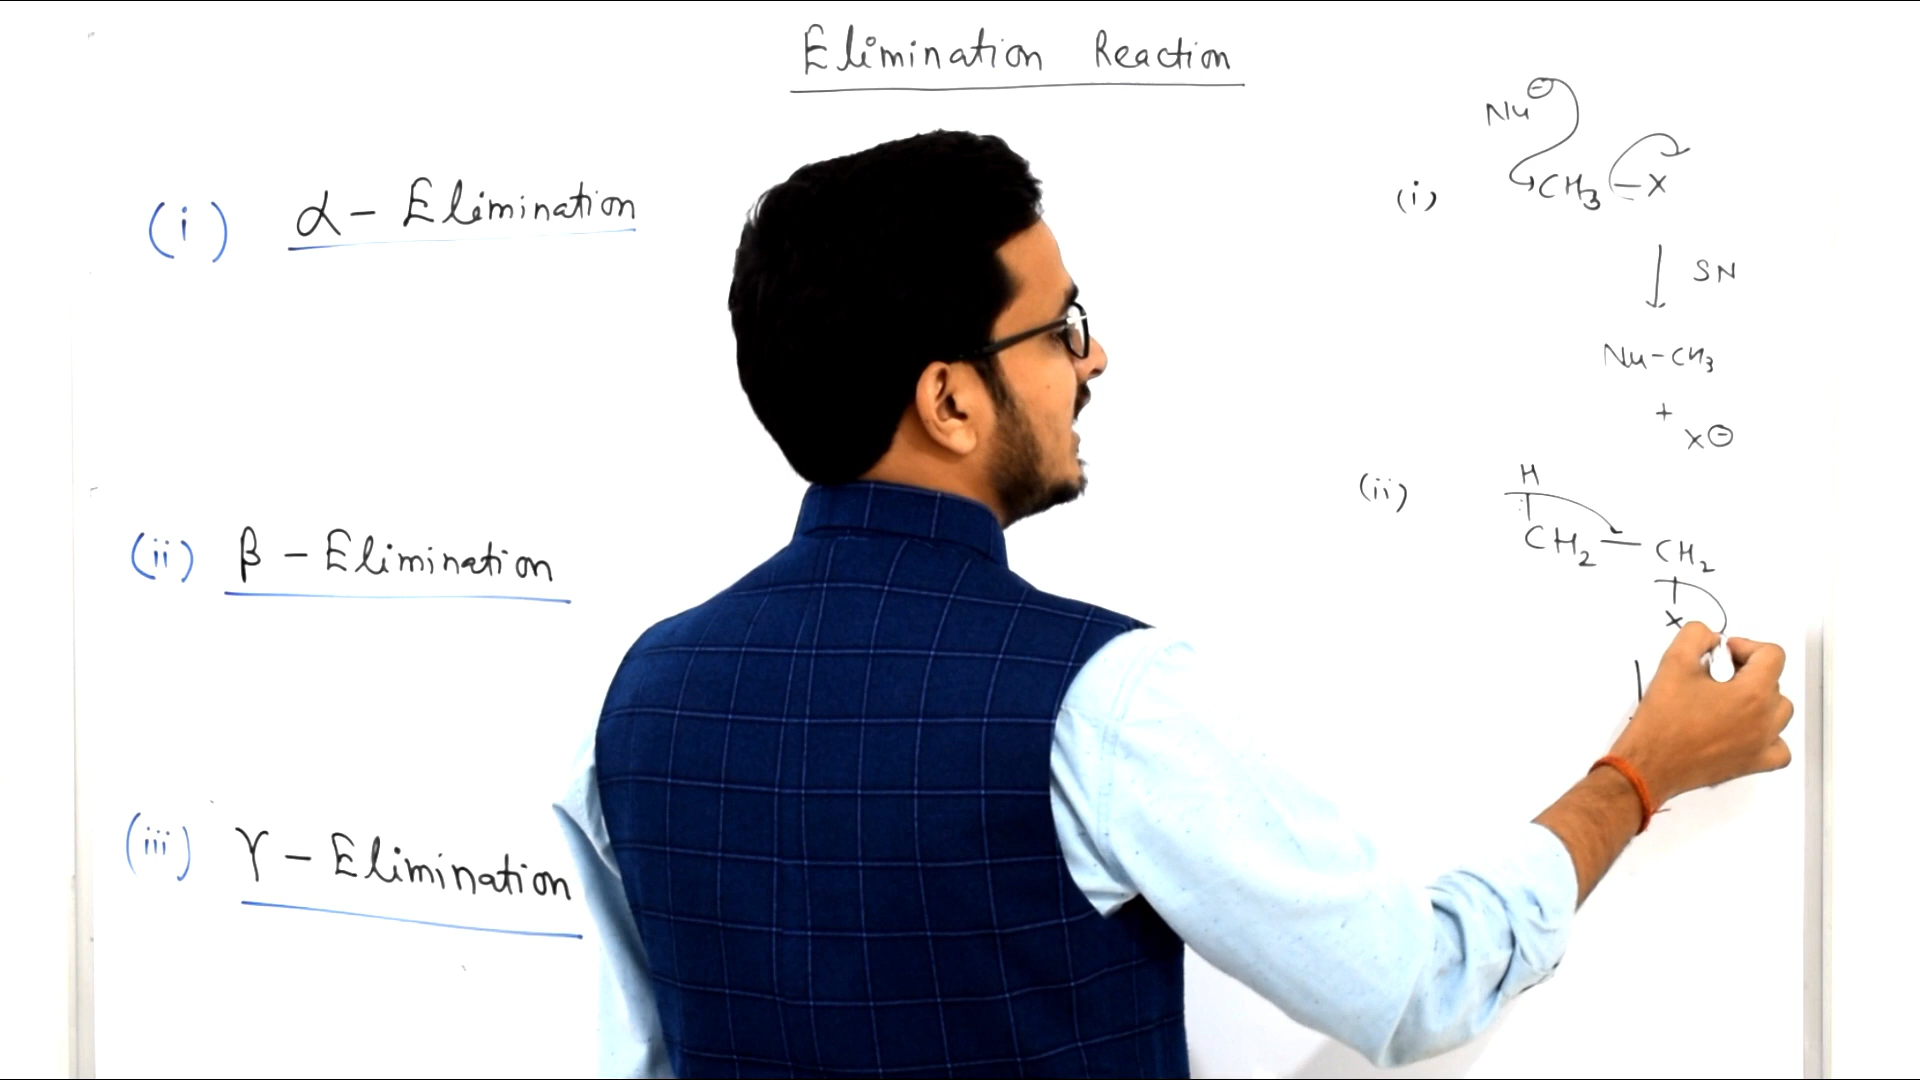 Elimination Reaction
(i) α - Elimination
(ii) β - Elimination
(iii) γ - Elimination
Nu⊖
(i) CH3 - X
SN
Nu-CH3
+
X⊖
(ii)
H
CH2 - CH2
X